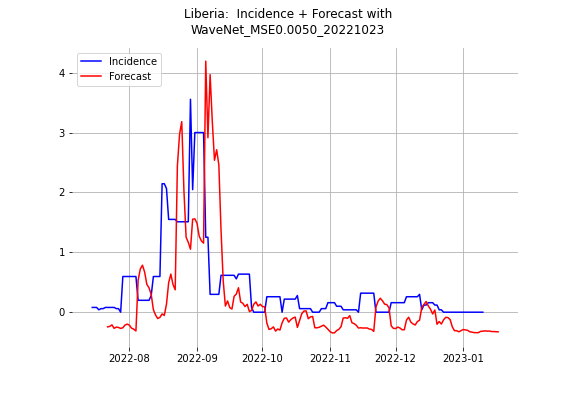 Liberia:  Incidence + Forecast with
WaveNet_MSE0.0050_20221023
Incidence
Forecast
4
3
2
1
0
2022-08
2022-09
2022-10
2022-11
2022-12
2023-01